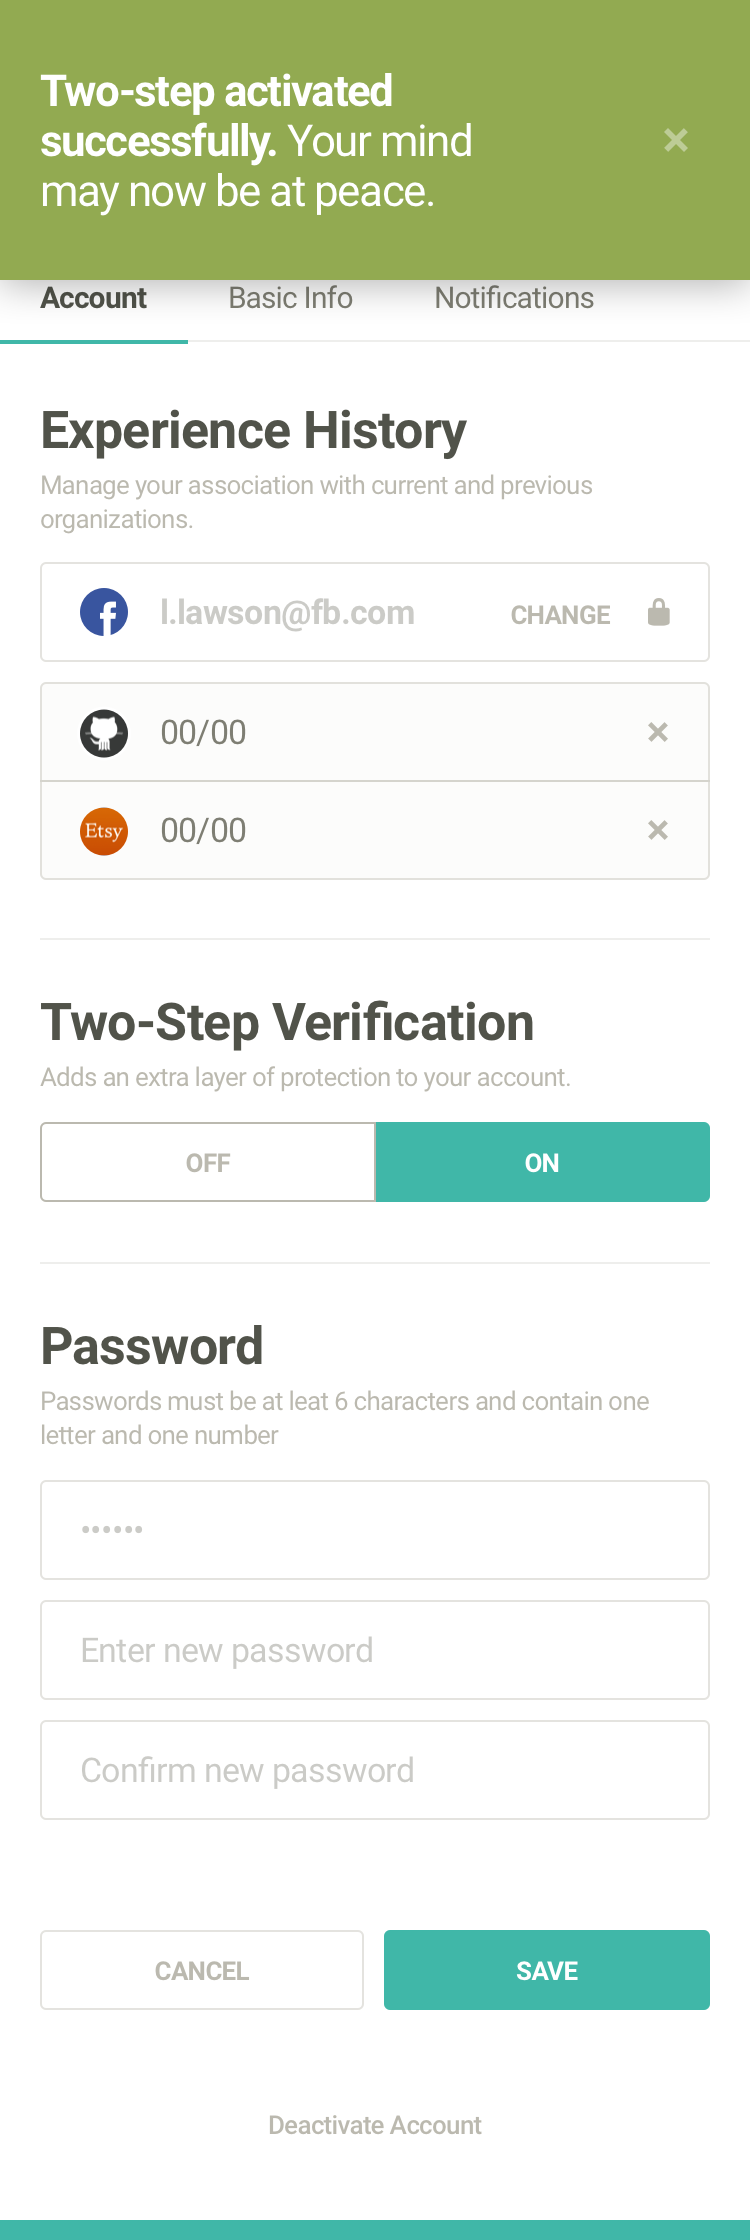 Two-step activated
successfully. Your mind
may now be at peace.
Account Basic Info Notifications
Experience History
Manage your association with current and previous
organizations.
l.lawson@fb.com CHANGE
00/00
Etsy 00/00
Two-Step Verification
Adds an extra layer of protection to your account.
OFF ON
Password
Passwords must be at leat 6 characters and contain one
letter and one number
••••••
Enter new password
Confirm new password
CANCEL SAVE
Deactivate Account